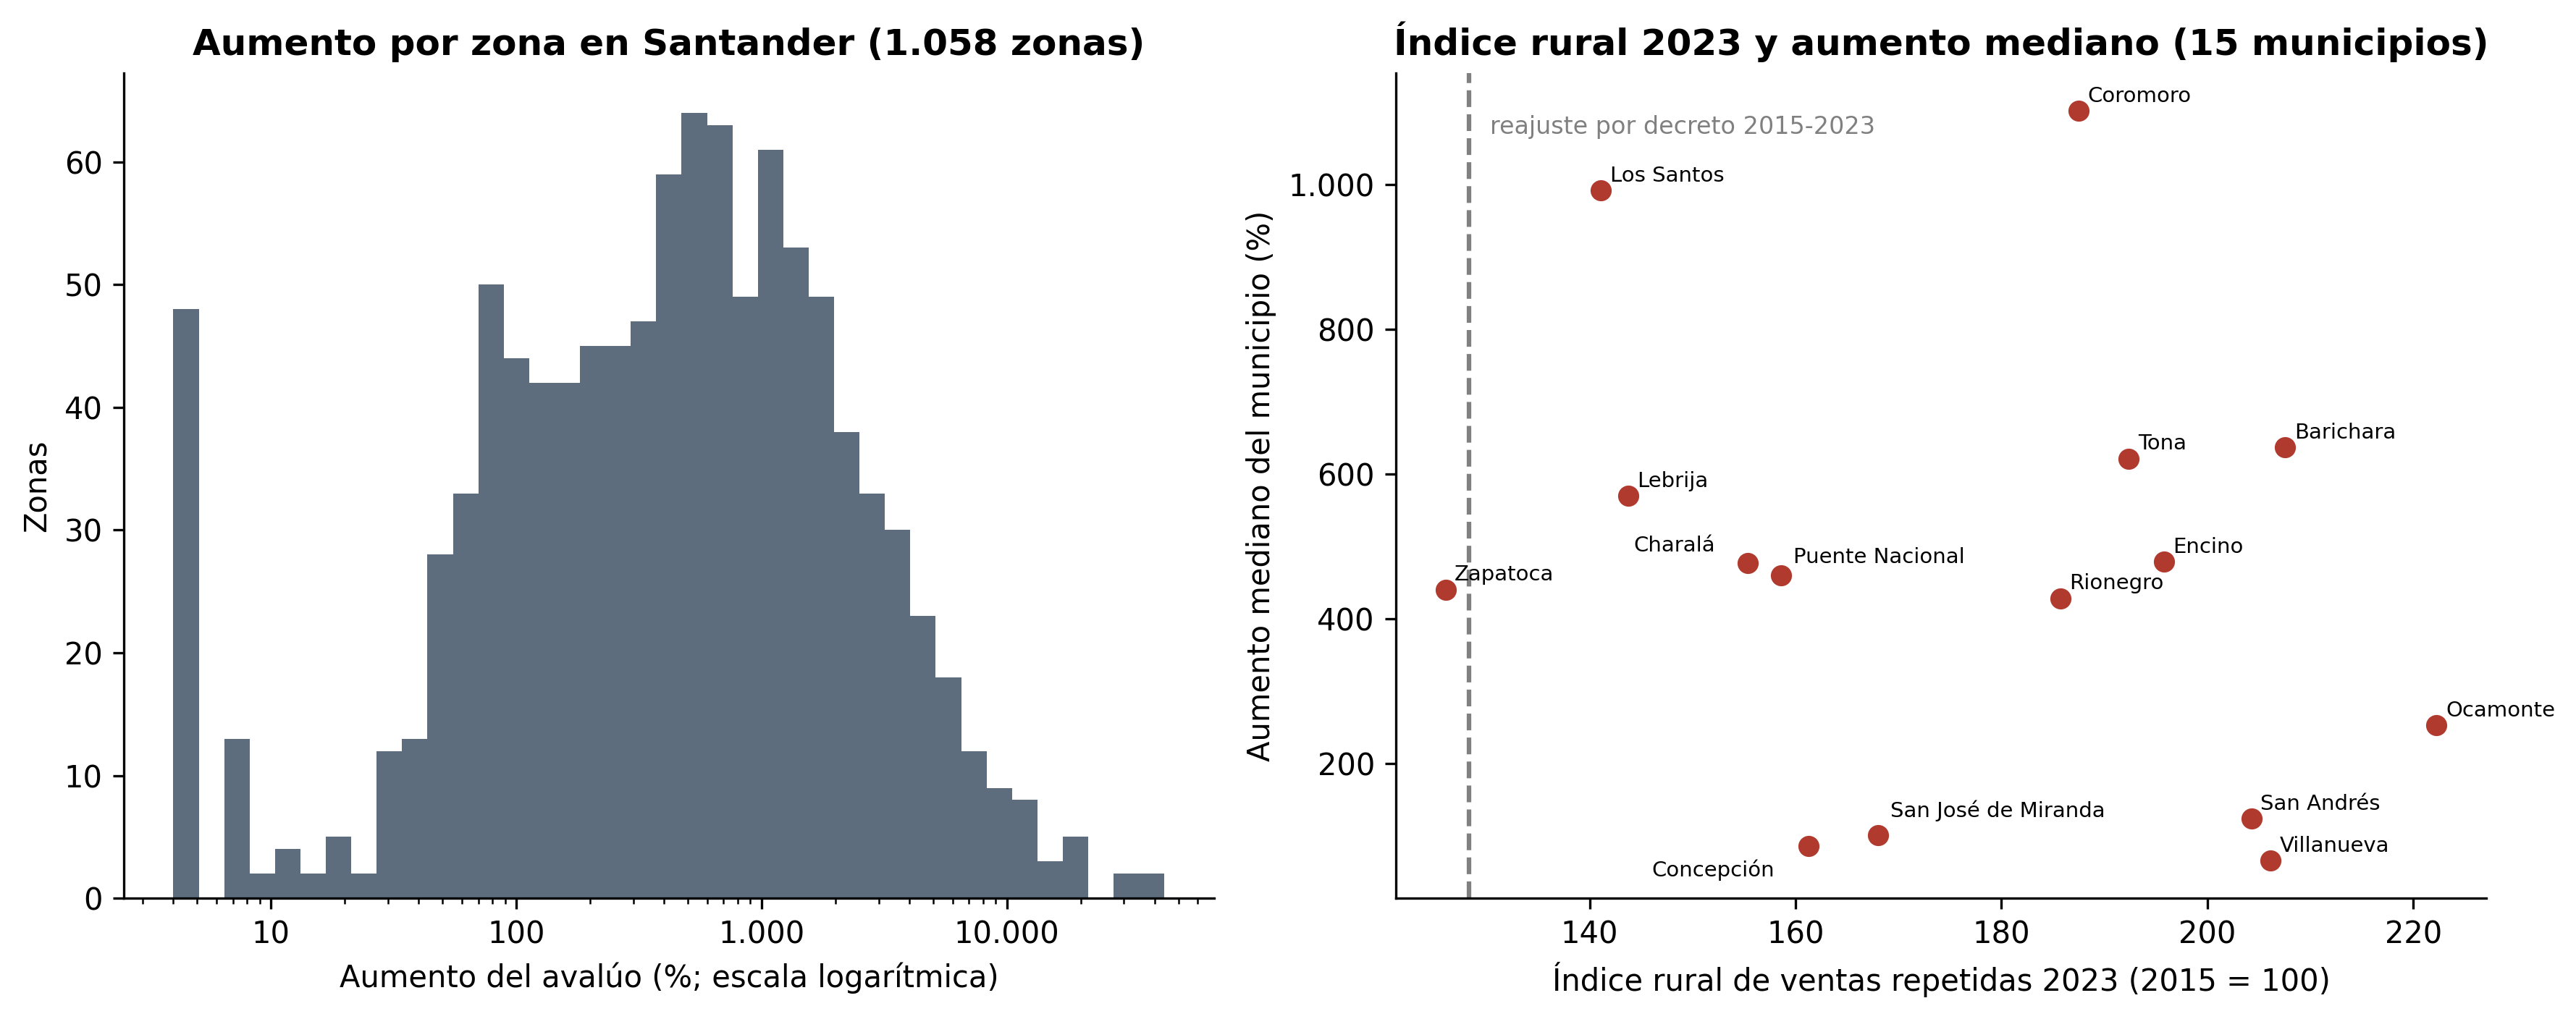 Aumento por zona en Santander (1.058 zonas)
Zonas
60
50
40
30
20
10
0
10
100
1.000
10.000
Aumento del avalúo (%; escala logarítmica)
Índice rural 2023 y aumento mediano (15 municipios)
Aumento mediano del municipio (%)
1.000
800
600
400
200
reajuste por decreto 2015-2023
Coromoro
Los Santos
Barichara
Tona
Lebrija
Charalá
Puente Nacional
Encino
Zapatoca
Rionegro
Ocamonte
San José de Miranda
San Andrés
Villanueva
Concepción
140
160
180
200
220
Índice rural de ventas repetidas 2023 (2015 = 100)